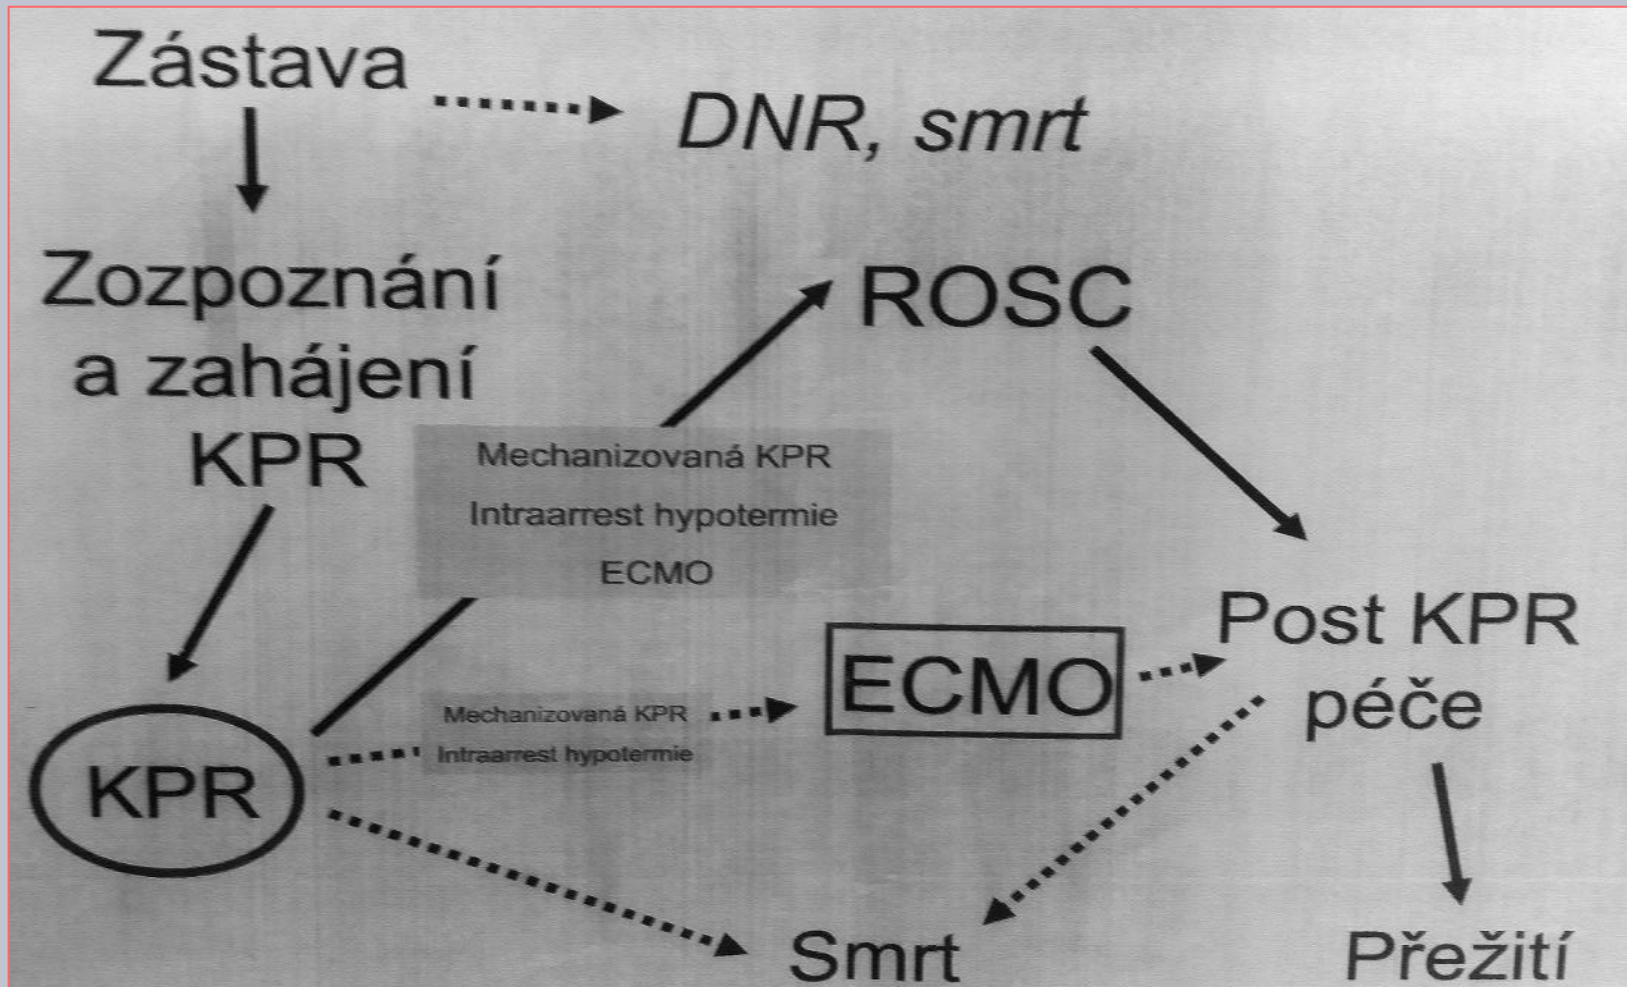 Zástava
DNR, smrt
Zozpoznání
a zahájení
KPR
ROSC
Mechanizovaná KPR
Intraarrest hypotermie
ECMO
Post KPR
péče
ECMO
Mechanizovaná KPR
Intraarrest hypotermie
KPR
Smrt
Přežití